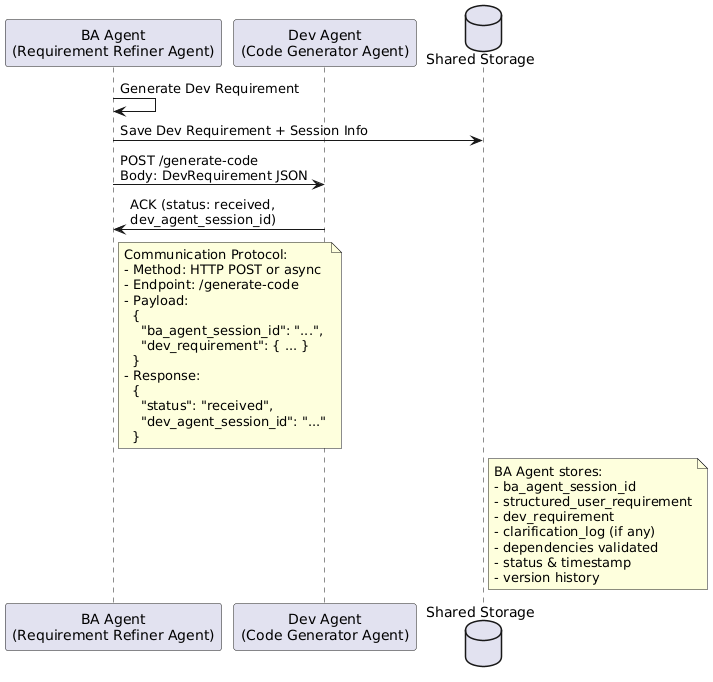 BA Agent
(Requirement Refiner Agent)
Dev Agent
(Code Generator Agent)
Shared Storage
Generate Dev Requirement
Save Dev Requirement + Session Info
POST /generate-code
Body: DevRequirement JSON
ACK (status: received,
dev_agent_session_id)
Communication Protocol:
- Method: HTTP POST or async
- Endpoint: /generate-code
- Payload:
{
"ba_agent_session_id": "...",
"dev_requirement": { ... }
}
- Response:
{
"status": "received",
"dev_agent_session_id": "..."
}
BA Agent stores:
- ba_agent_session_id
- structured_user_requirement
- dev_requirement
- clarification_log (if any)
- dependencies validated
- status & timestamp
- version history
BA Agent
(Requirement Refiner Agent)
Dev Agent
(Code Generator Agent)
Shared Storage